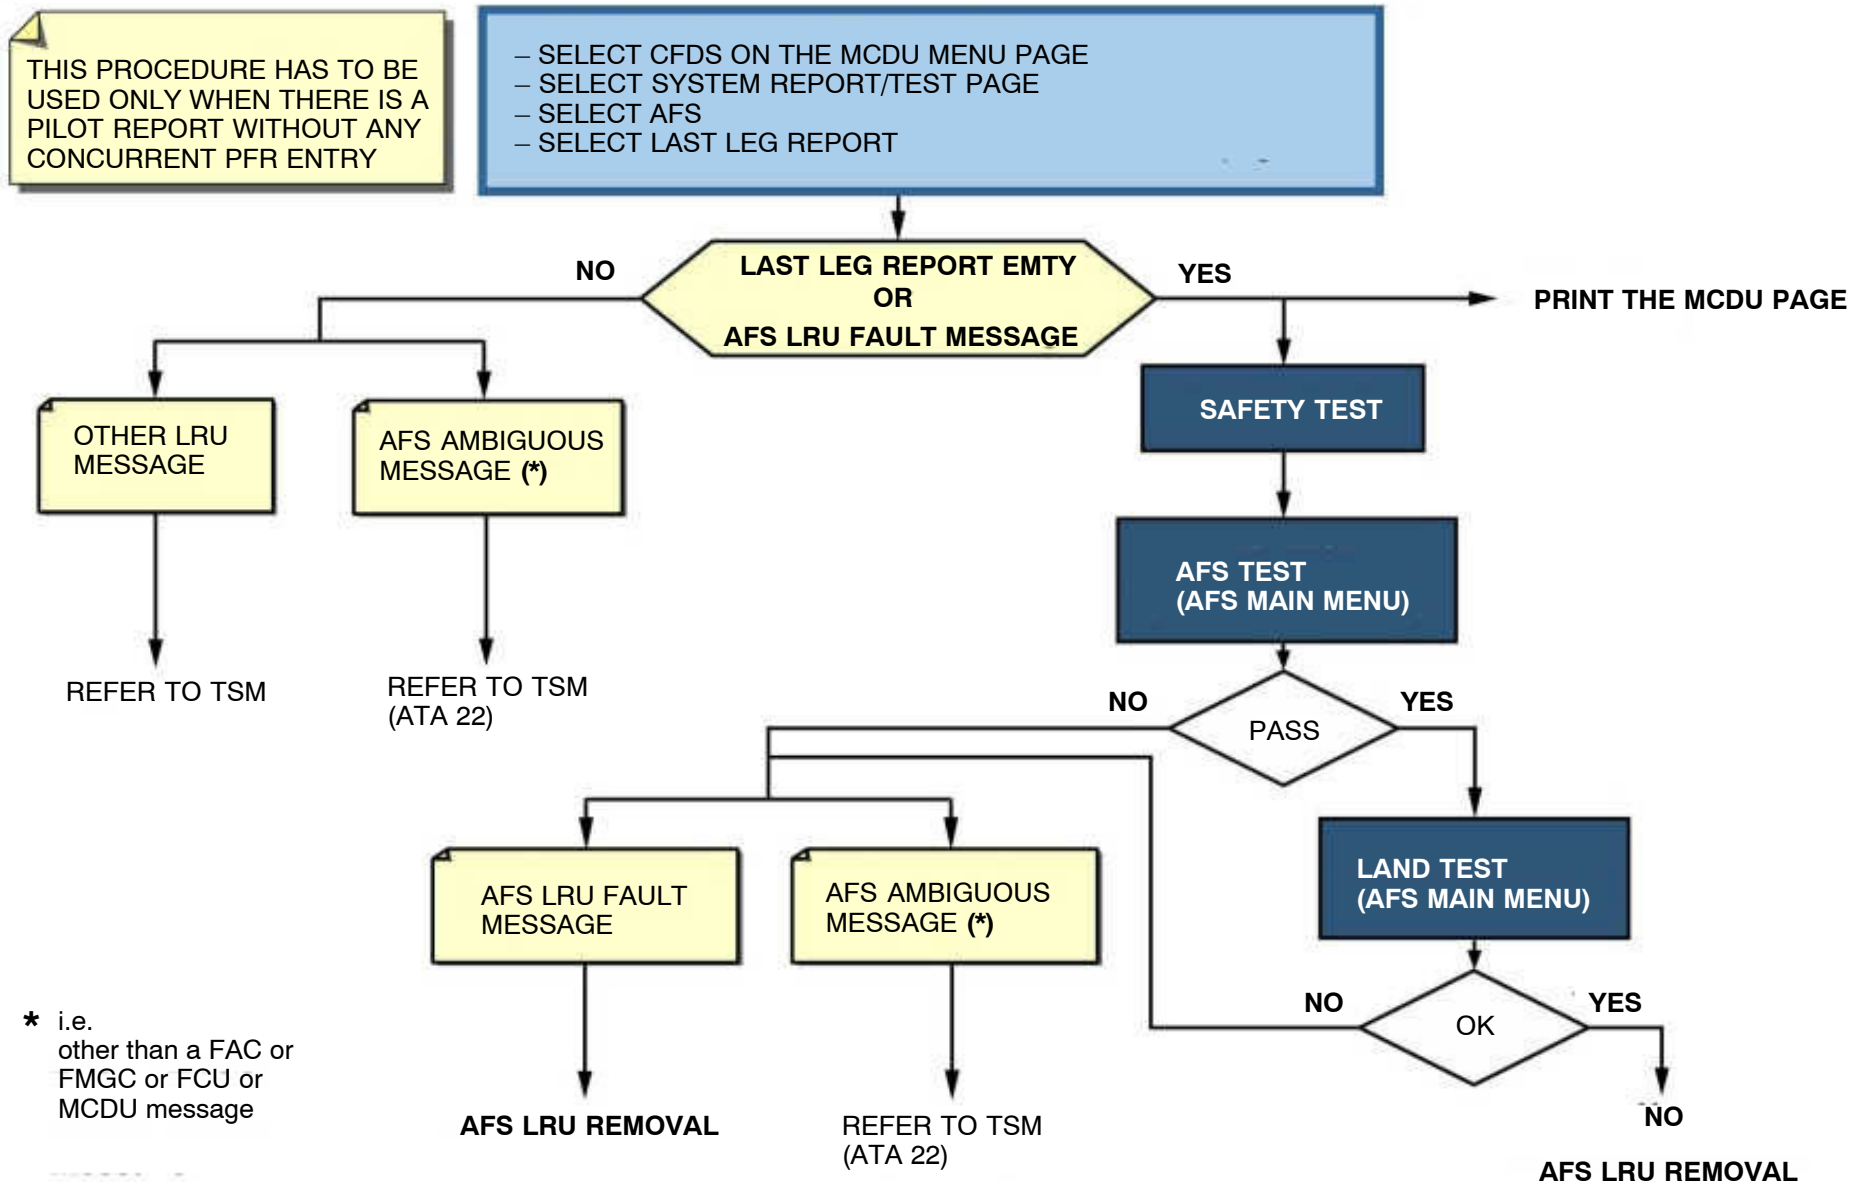 THIS PROCEDURE HAS TO BE
USED ONLY WHEN THERE IS A
PILOT REPORT WITHOUT ANY
CONCURRENT PFR ENTRY
– SELECT CFDS ON THE MCDU MENU PAGE
– SELECT SYSTEM REPORT/TEST PAGE
– SELECT AFS
– SELECT LAST LEG REPORT
NO
LAST LEG REPORT EMTY
OR
AFS LRU FAULT MESSAGE
YES
PRINT THE MCDU PAGE
OTHER LRU
MESSAGE
AFS AMBIGUOUS
MESSAGE (*)
SAFETY TEST
AFS TEST
(AFS MAIN MENU)
REFER TO TSM
REFER TO TSM
(ATA 22)
NO
PASS
YES
AFS LRU FAULT
MESSAGE
AFS AMBIGUOUS
MESSAGE (*)
LAND TEST
(AFS MAIN MENU)
NO
OK
YES
* i.e.
other than a FAC or
FMGC or FCU or
MCDU message
AFS LRU REMOVAL
REFER TO TSM
(ATA 22)
NO
AFS LRU REMOVAL